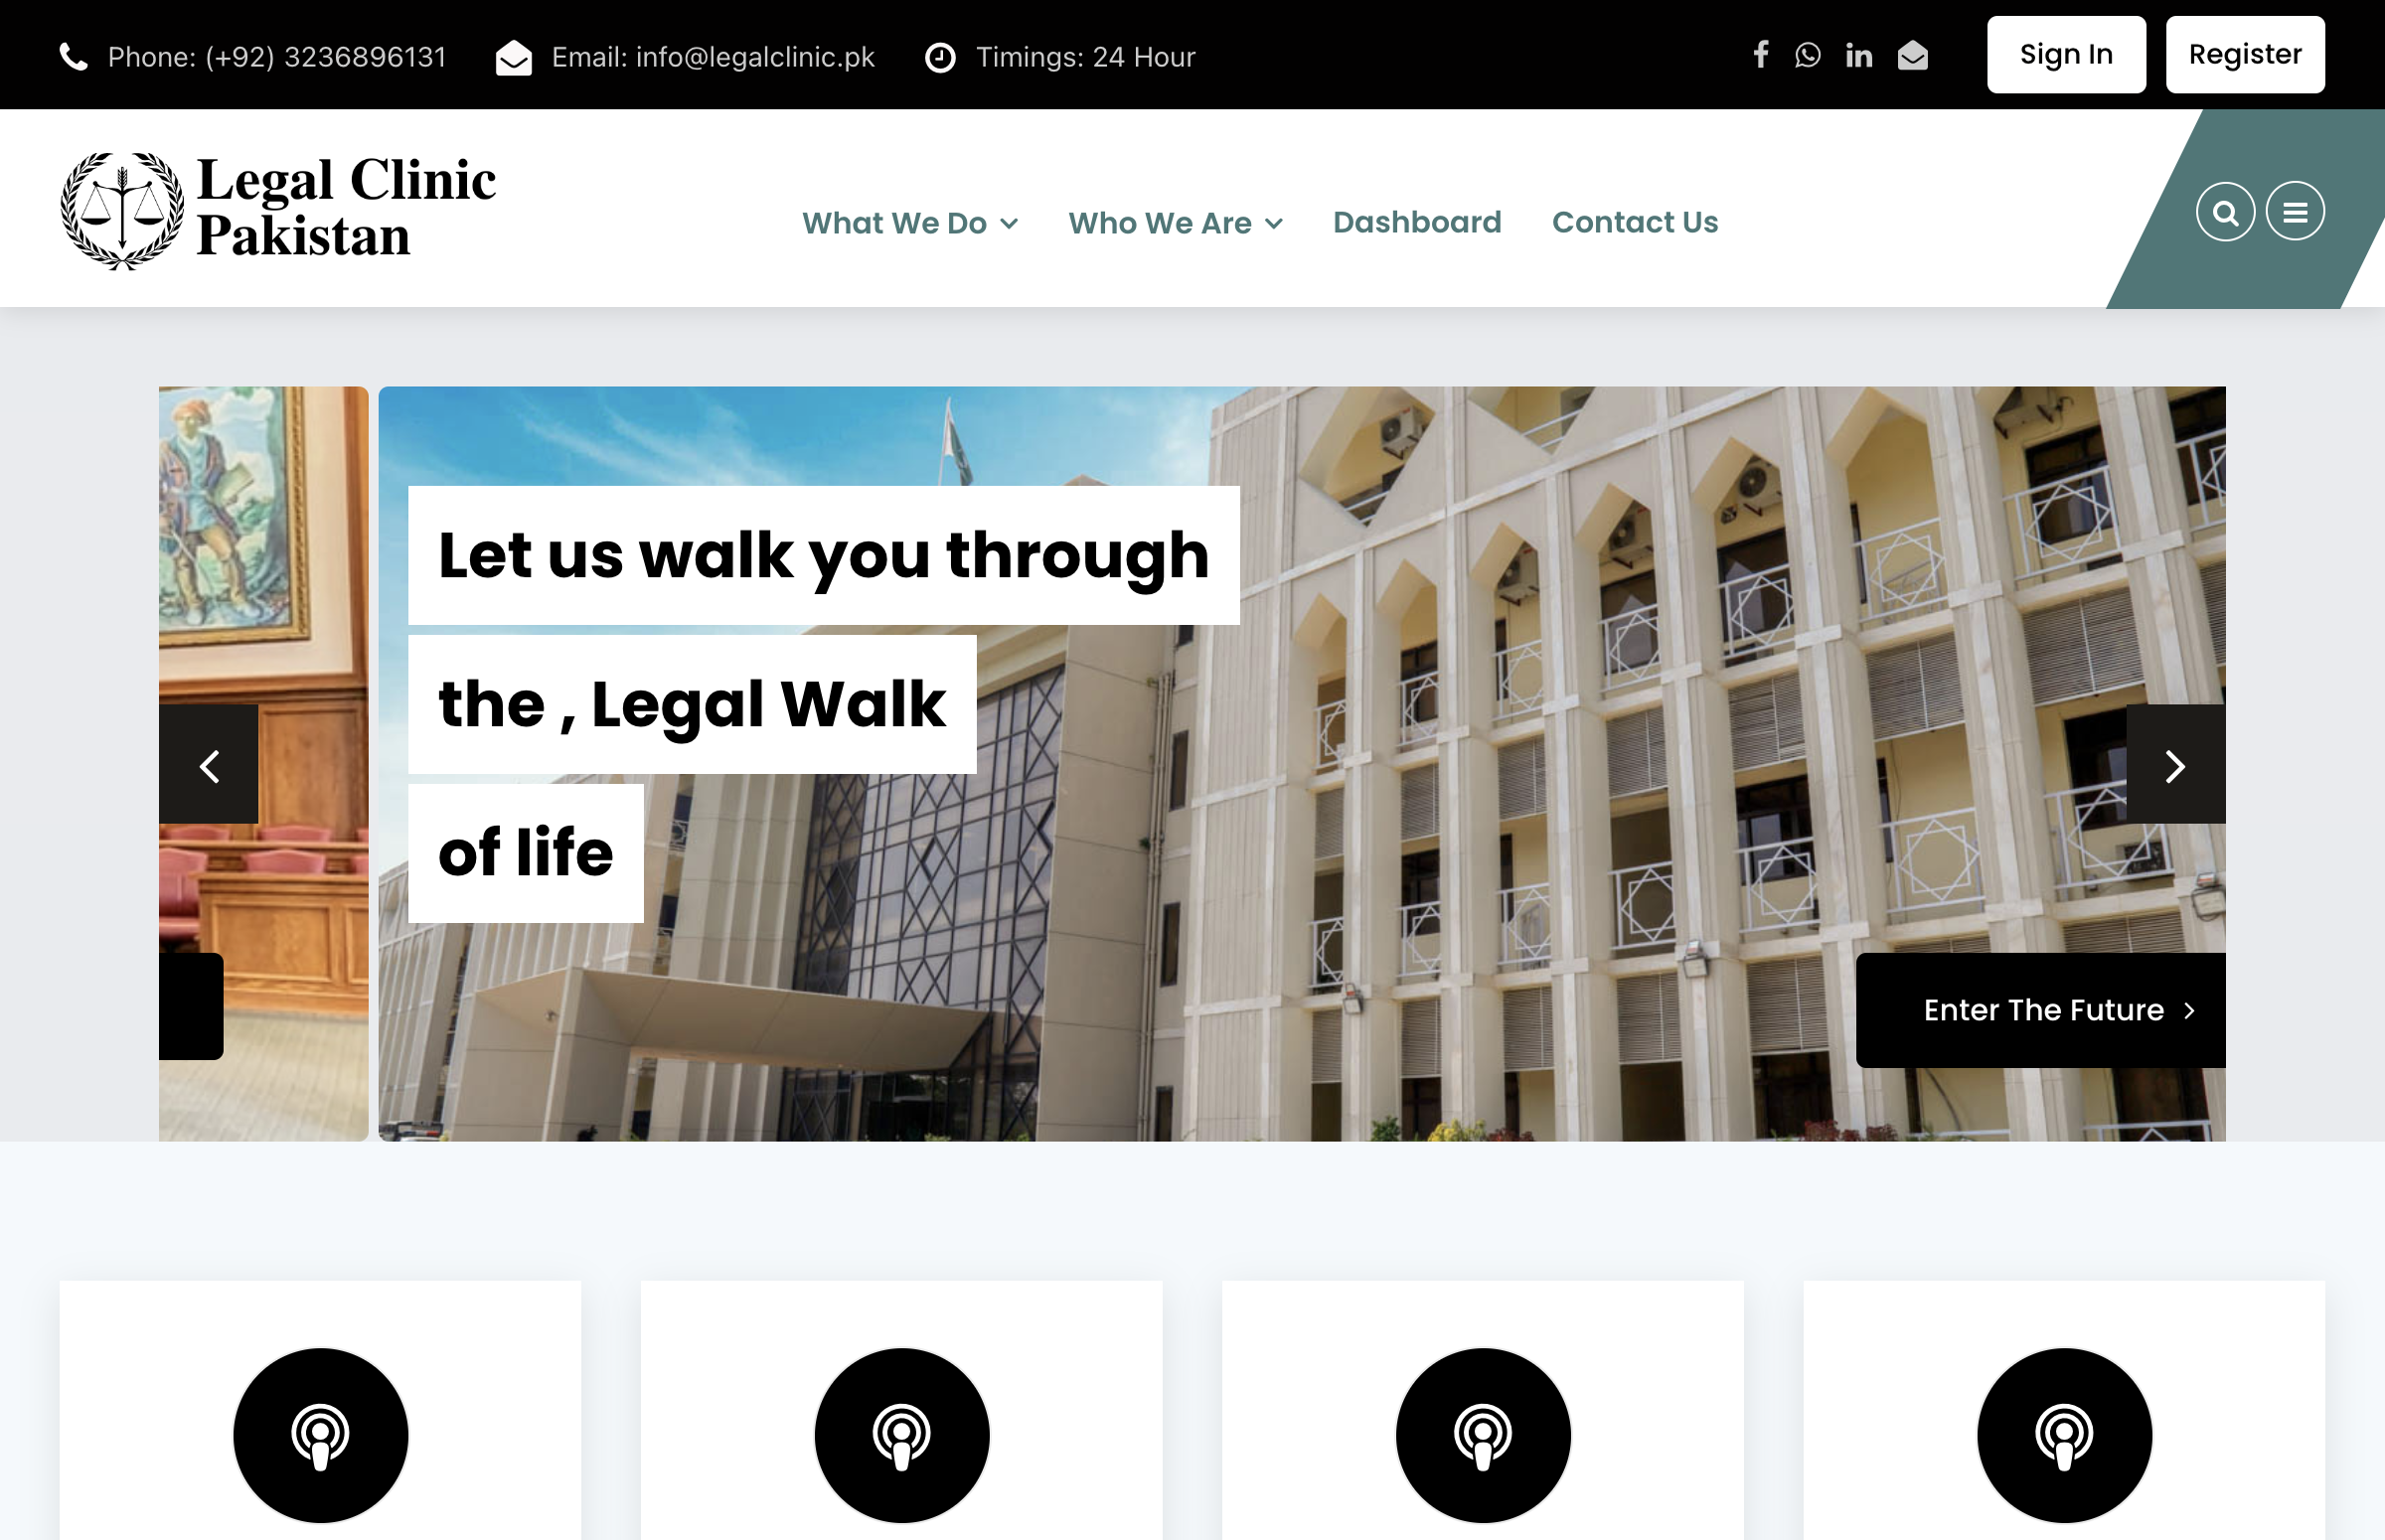 Phone: (+92) 3236896131
Email: info@legalclinic.pk
Timings: 24 Hour
Sign In
Register
Legal Clinic
Pakistan
What We Do
Who We Are
Dashboard
Contact Us
Let us walk you through
the , Legal Walk
of life
Enter The Future